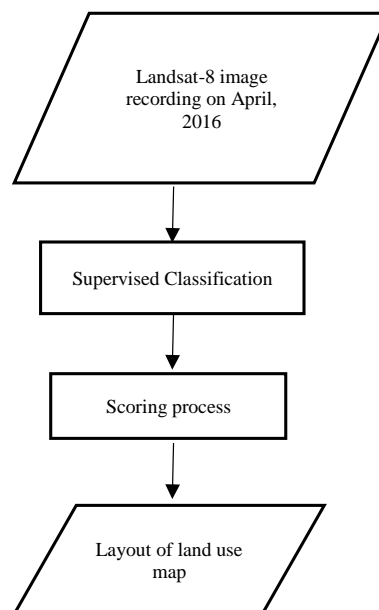 Landsat-8 image
recording on April,
2016
Supervised Classification
Scoring process
Layout of land use
map